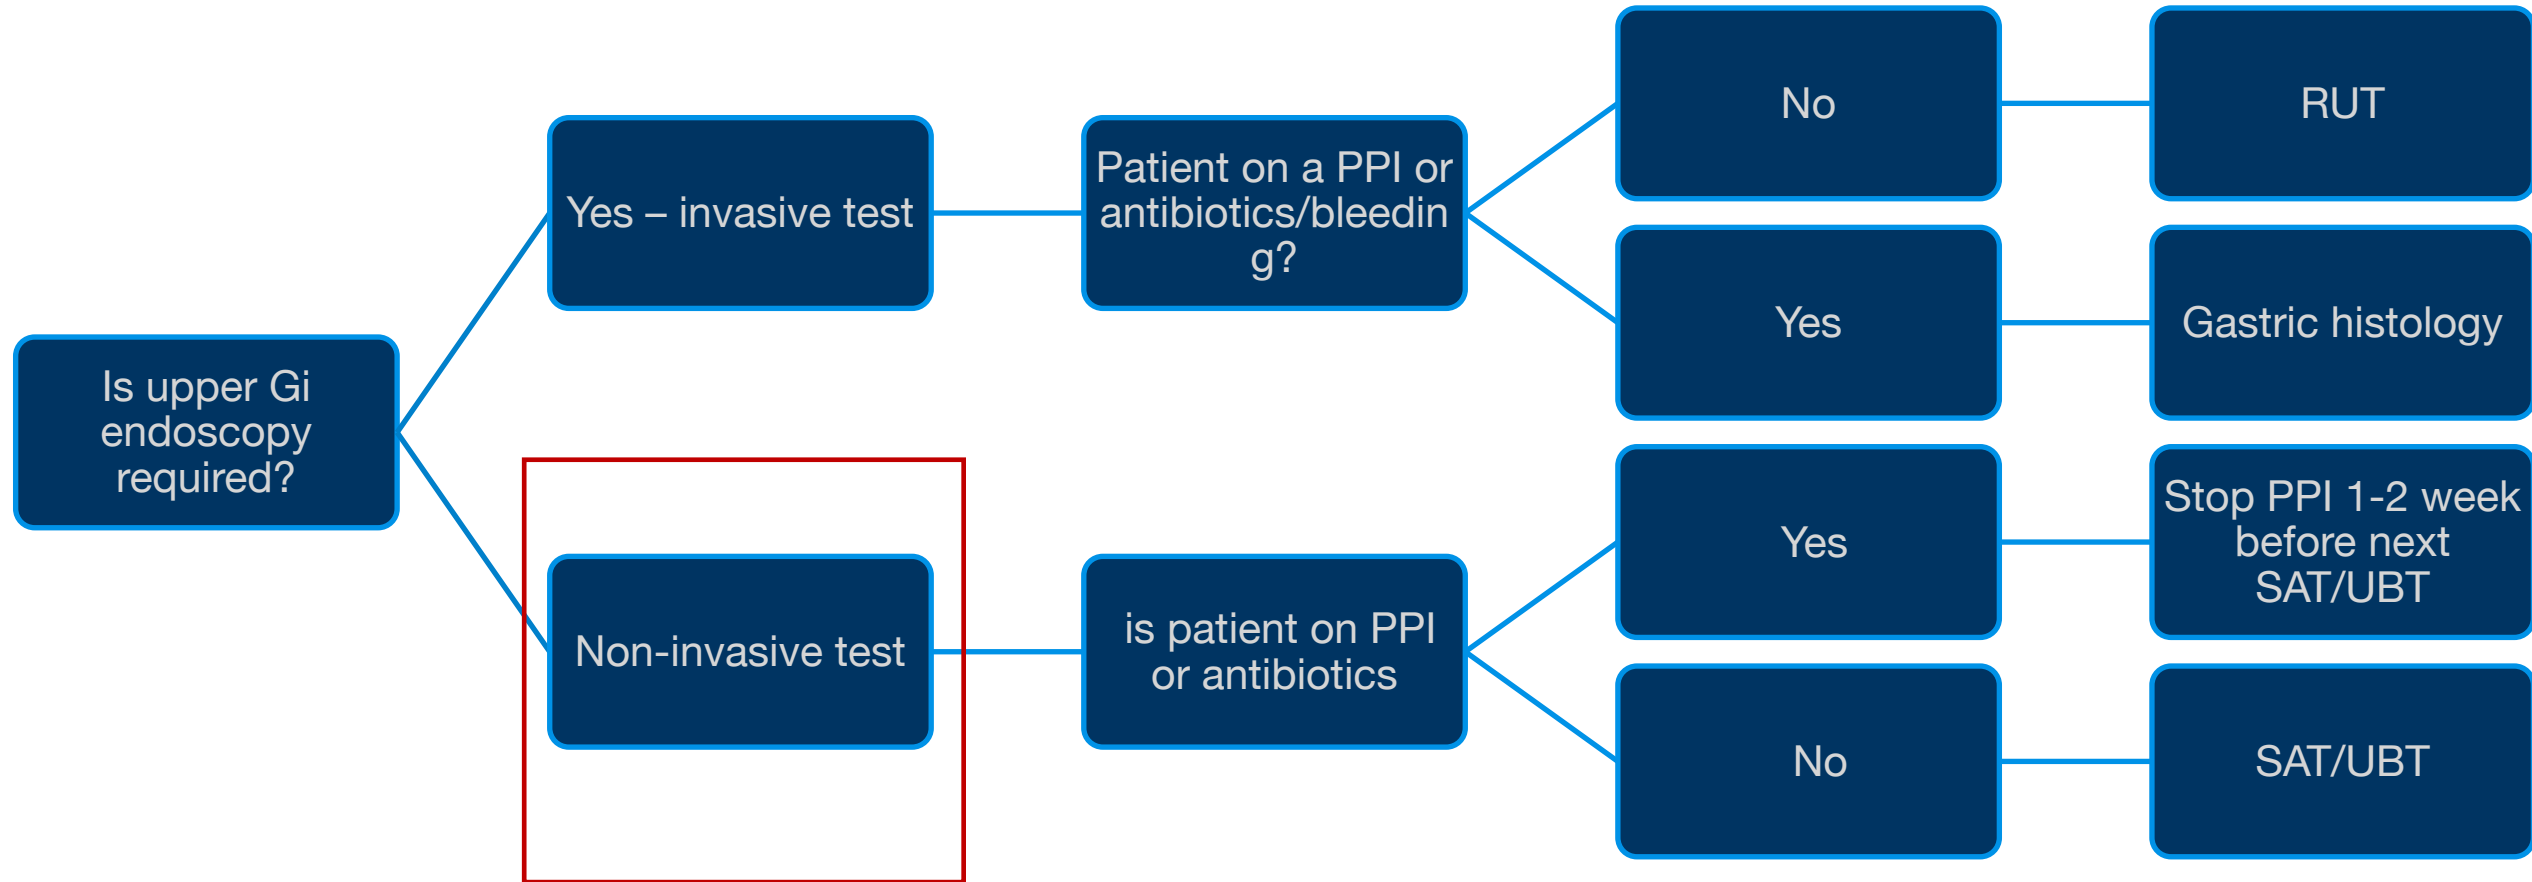 Is upper Gi
endoscopy
required?
Yes – invasive test
Patient on a PPI or
antibiotics/bleedin
g?
No
RUT
Yes
Gastric histology
Non-invasive test
is patient on PPI
or antibiotics
Yes
Stop PPI 1-2 week
before next
SAT/UBT
No
SAT/UBT